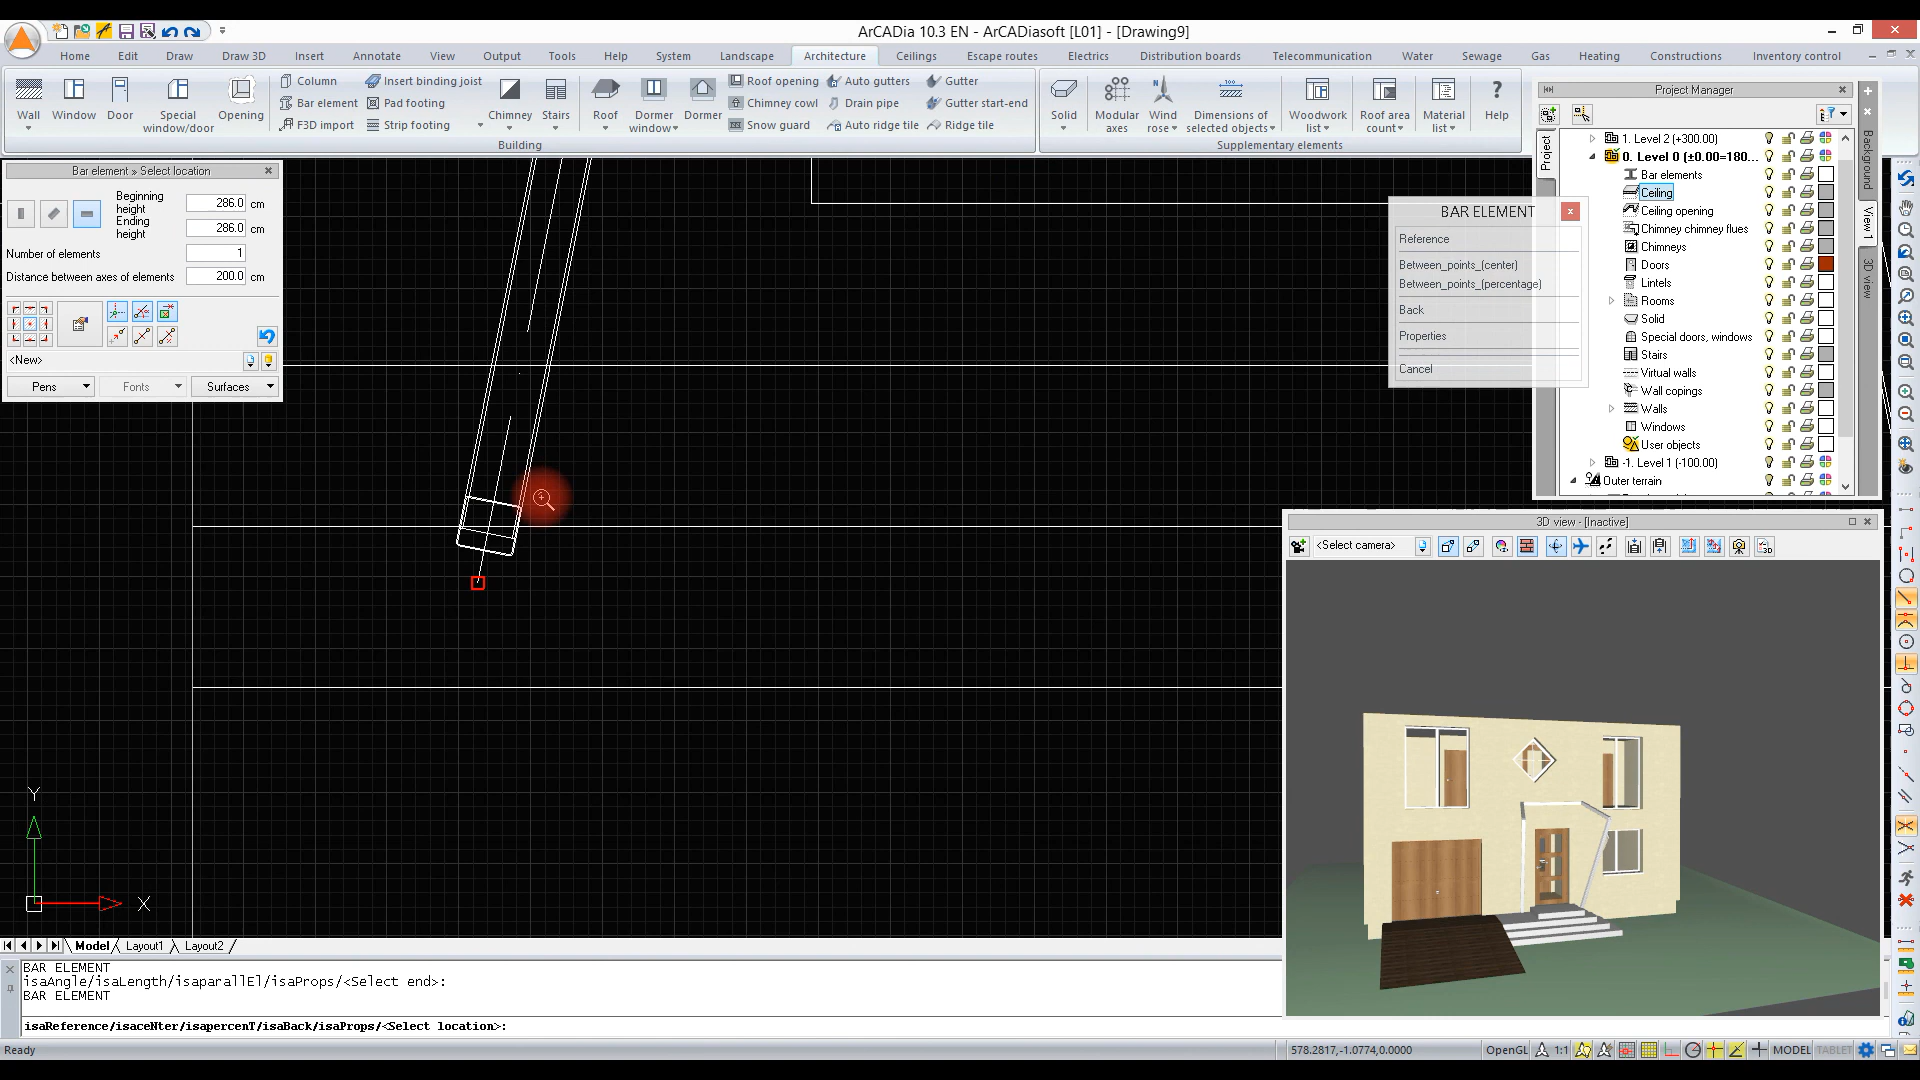 ArCADia 10.3 EN - ArCADiasoft [L01] - [Drawing9]
Home Edit Draw Draw 3D Insert Annotate View Output Tools Help System Landscape Architecture Ceilings Escape routes Electrics Distribution boards Telecommunication Water Sewage Gas Heating Constructions Inventory control
Wall
Window
Door
Special window/door
Opening
Column
Bar element
F3D import
Insert binding joist
Pad footing
Strip footing
Chimney
Stairs
Roof
Dormer window
Dormer
Roof opening
Chimney cowl
Snow guard
Auto gutters
Drain pipe
Auto ridge tile
Gutter
Gutter start-end
Ridge tile
Solid
Modular axes
Wind rose
Dimensions of selected objects
Woodwork list
Roof area count
Material list
Help
Building
Supplementary elements
Bar element » Select location
Beginning height 286.0 cm
Ending height 286.0 cm
Number of elements 1
Distance between axes of elements 200.0 cm
<New>
Pens Fonts Surfaces
BAR ELEMENT
Reference
Between_points_(center)
Between_points_(percentage)
Back
Properties
Cancel
Project Manager
Project
Background
View 1
3D view
1. Level 2 (+300.00)
0. Level 0 (±0.00=180...
Bar elements
Ceiling
Ceiling opening
Chimney chimney flues
Chimneys
Doors
Lintels
Rooms
Solid
Special doors, windows
Stairs
Virtual walls
Wall copings
Walls
Windows
User objects
-1. Level 1 (-100.00)
Outer terrain
3D view - [Inactive]
<Select camera>
Y
X
Model Layout1 Layout2
BAR ELEMENT
isaAngle/isaLength/isaparallEl/isaProps/<Select end>:
BAR ELEMENT
isaReference/isaceNter/isapercenT/isaBack/isaProps/<Select location>:
Ready
578.2817,-1.0774,0.0000 OpenGL 1:1 MODEL TABLET